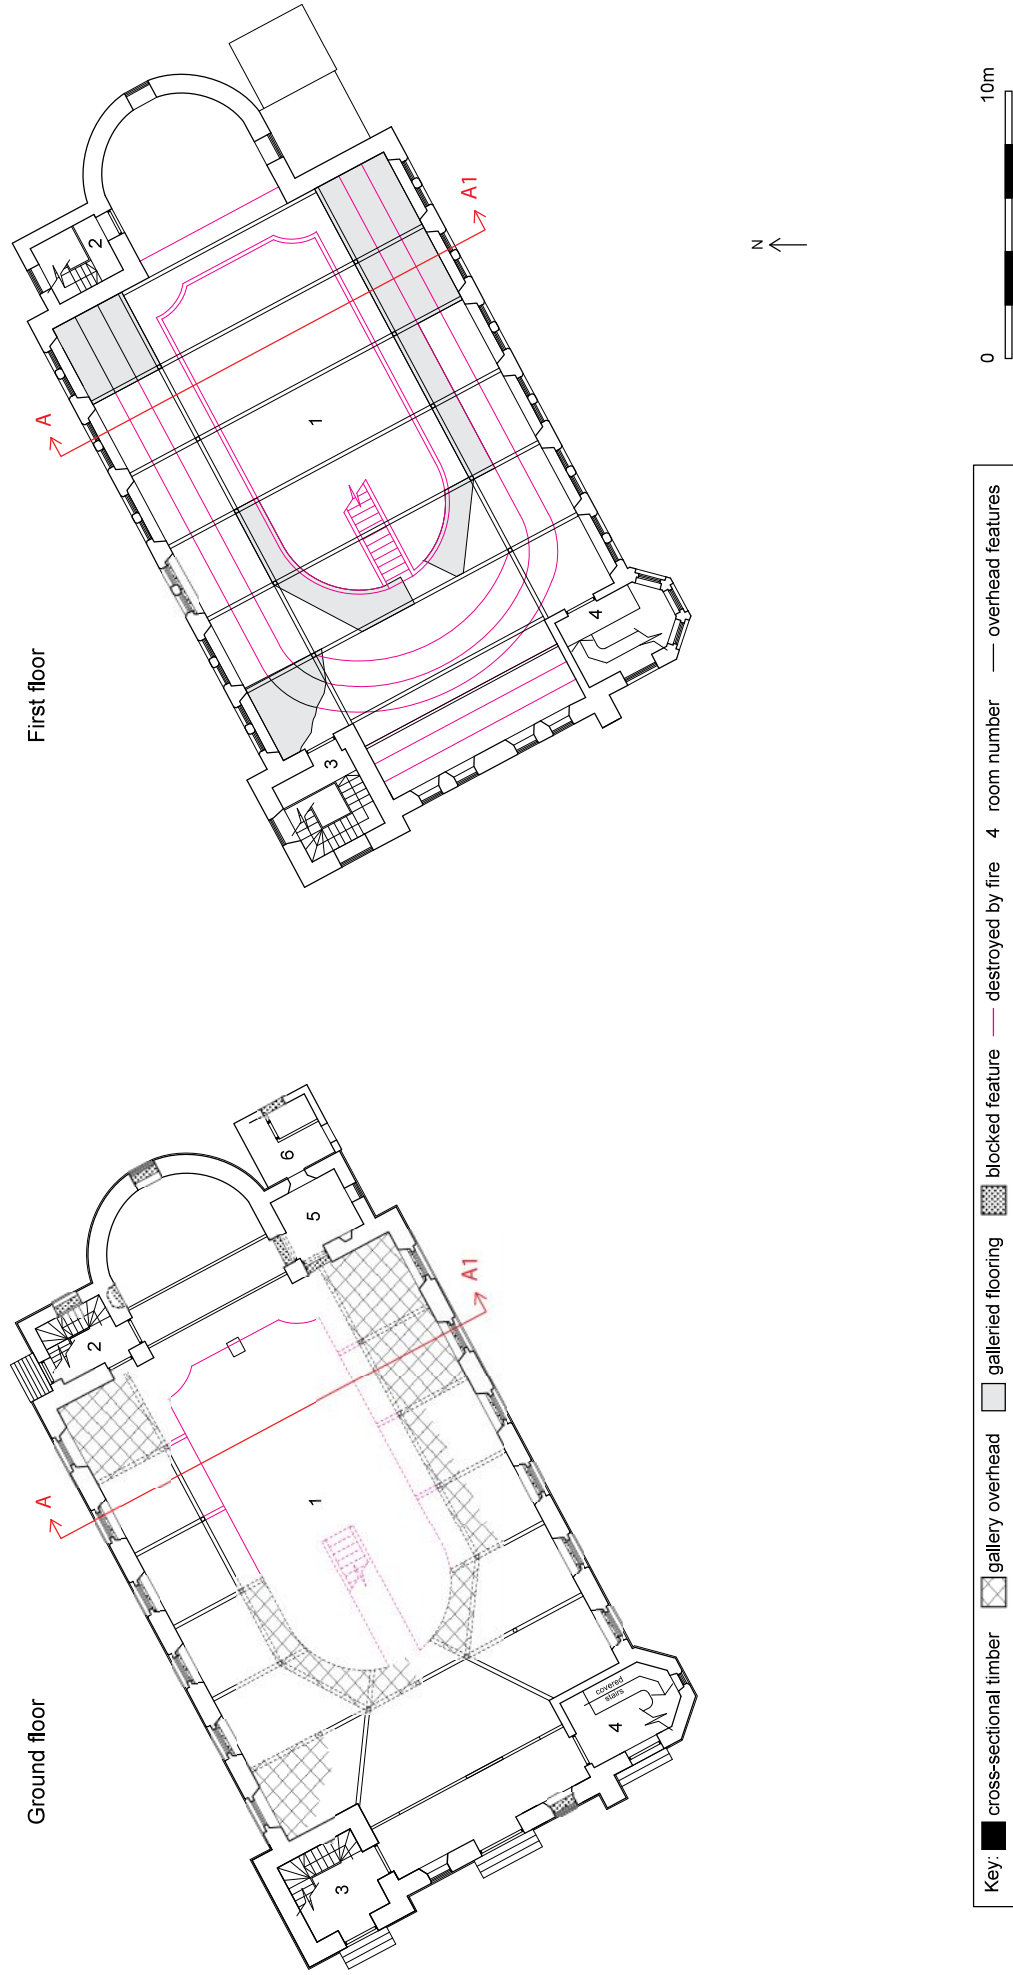 Ground floor
A
A1
1
2
3
4
covered
stairs
5
6
First floor
A
A1
1
2
3
4
N
0 10m
Key: cross-sectional timber gallery overhead galleried flooring blocked feature destroyed by fire 4 room number overhead features